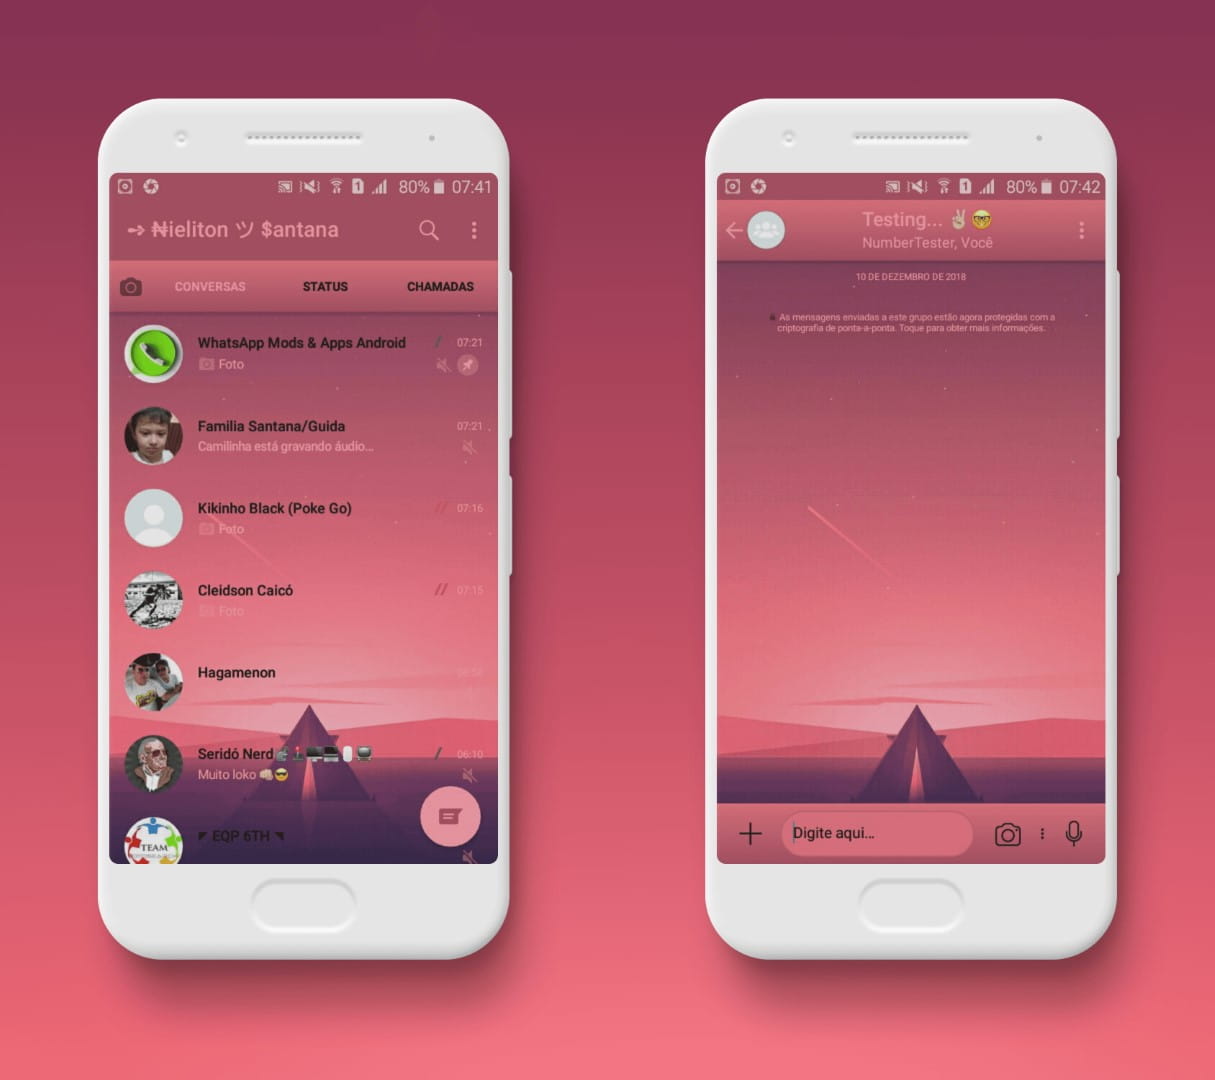 80% 07:41
➺ ₦ieliton ツ $antana
CONVERSAS STATUS CHAMADAS
WhatsApp Mods & Apps Android 07:21
Foto
Familia Santana/Guida 07:21
Camilinha está gravando áudio...
Kikinho Black (Poke Go) 07:16
Foto
Cleidson Caicó 07:15
Foto
Hagamenon
Seridó Nerd 06:10
Muito loko 👊😎
◤ EQP 6TH ◥
TEAM
80% 07:42
Testing... ✌🤓
NumberTester, Você
10 DE DEZEMBRO DE 2018
As mensagens enviadas a este grupo estão agora protegidas com a
criptografia de ponta-a-ponta. Toque para obter mais informações.
Digite aqui...